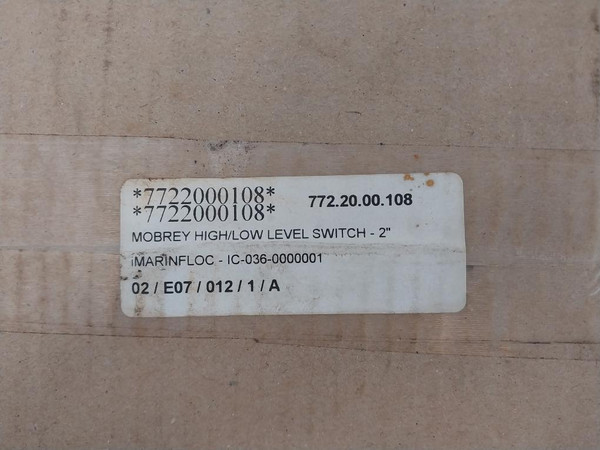 *7722000108* 772.20.00.108
*7722000108*
MOBREY HIGH/LOW LEVEL SWITCH - 2"
MARINFLOC - IC-036-0000001
02 / E07 / 012 / 1 / A